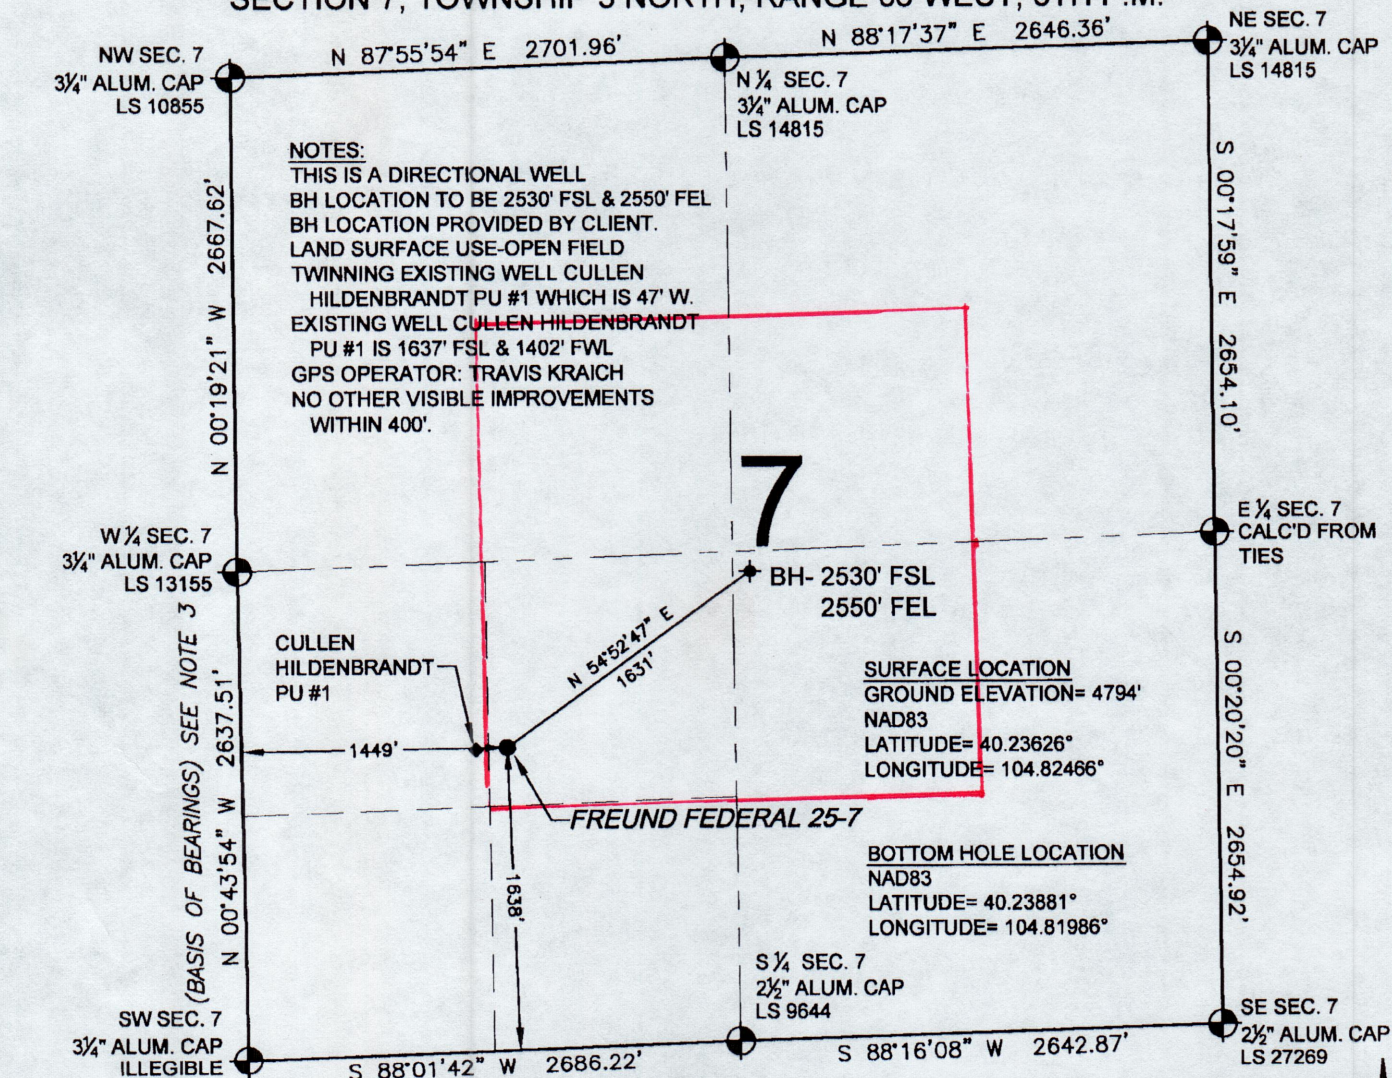 NW SEC. 7
3¼" ALUM. CAP
LS 10855
N 87°55'54" E 2701.96'
N 88°17'37" E 2646.36'
NE SEC. 7
3¼" ALUM. CAP
LS 14815
N ¼ SEC. 7
3¼" ALUM. CAP
LS 14815
NOTES:
THIS IS A DIRECTIONAL WELL
BH LOCATION TO BE 2530' FSL & 2550' FEL
BH LOCATION PROVIDED BY CLIENT.
LAND SURFACE USE-OPEN FIELD
TWINNING EXISTING WELL CULLEN
HILDENBRANDT PU #1 WHICH IS 47' W.
EXISTING WELL CULLEN HILDENBRANDT
PU #1 IS 1637' FSL & 1402' FWL
GPS OPERATOR: TRAVIS KRAICH
NO OTHER VISIBLE IMPROVEMENTS
WITHIN 400'.
N 00°19'21" W 2667.62'
S 00°17'59" E 2654.10'
7
W ¼ SEC. 7
3¼" ALUM. CAP
LS 13155
E ¼ SEC. 7
CALC'D FROM
TIES
BH- 2530' FSL
2550' FEL
N 54°52'47" E
1631'
CULLEN
HILDENBRANDT
PU #1
1449'
SURFACE LOCATION
GROUND ELEVATION= 4794'
NAD83
LATITUDE= 40.23626°
LONGITUDE= 104.82466°
FREUND FEDERAL 25-7
1638'
BOTTOM HOLE LOCATION
NAD83
LATITUDE= 40.23881°
LONGITUDE= 104.81986°
(BASIS OF BEARINGS) SEE NOTE 3
N 00°43'54" W 2637.51'
S 00°20'20" E 2654.92'
S ¼ SEC. 7
2½" ALUM. CAP
LS 9644
SW SEC. 7
3¼" ALUM. CAP
ILLEGIBLE
S 88°01'42" W 2686.22'
S 88°16'08" W 2642.87'
SE SEC. 7
2½" ALUM. CAP
LS 27269